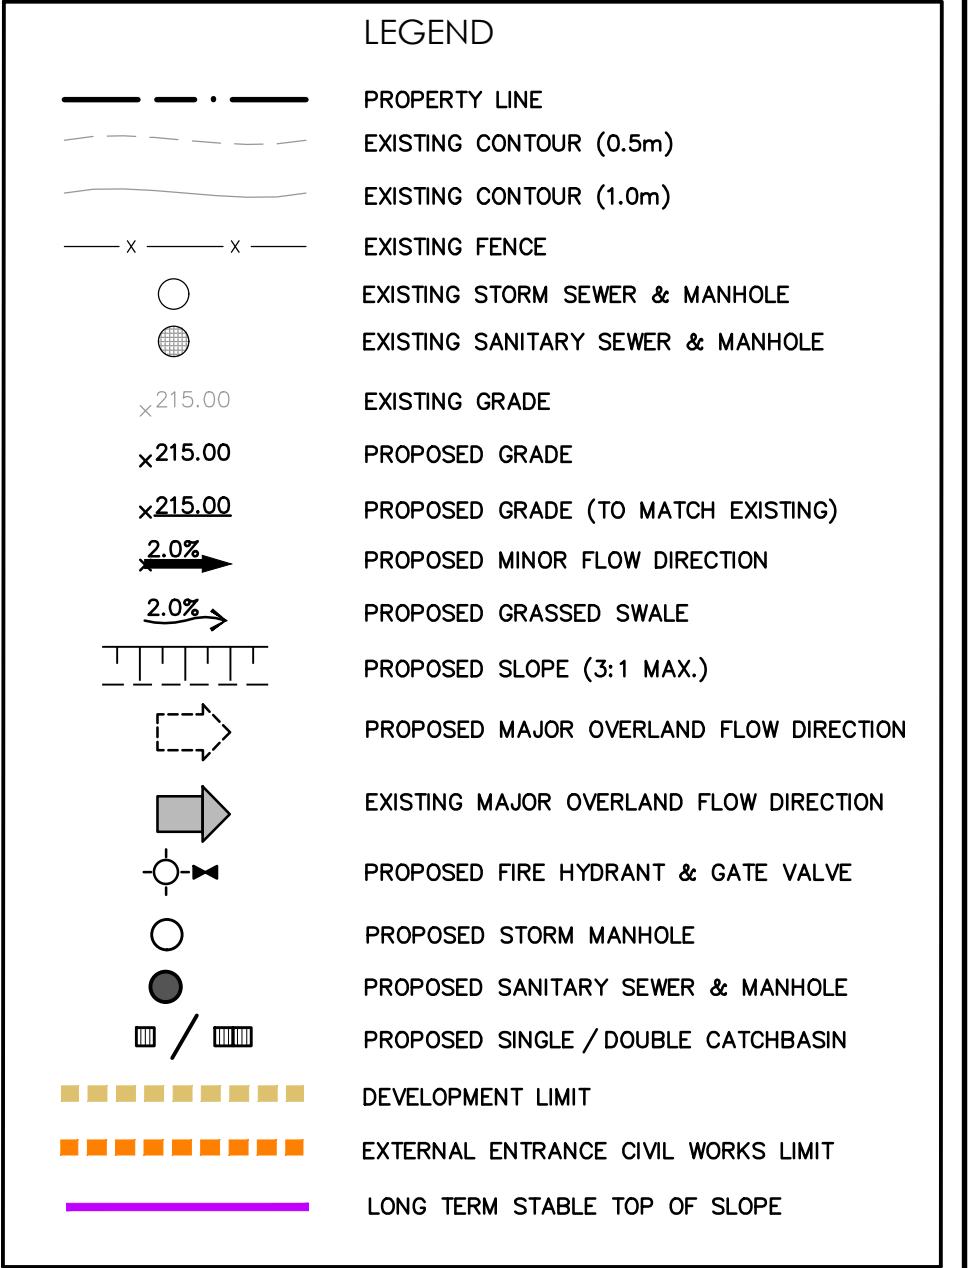 LEGEND
PROPERTY LINE
EXISTING CONTOUR (0.5m)
EXISTING CONTOUR (1.0m)
x x EXISTING FENCE
EXISTING STORM SEWER & MANHOLE
EXISTING SANITARY SEWER & MANHOLE
x215.00 EXISTING GRADE
x215.00 PROPOSED GRADE
x215.00 PROPOSED GRADE (TO MATCH EXISTING)
2.0% PROPOSED MINOR FLOW DIRECTION
2.0% PROPOSED GRASSED SWALE
PROPOSED SLOPE (3:1 MAX.)
PROPOSED MAJOR OVERLAND FLOW DIRECTION
EXISTING MAJOR OVERLAND FLOW DIRECTION
PROPOSED FIRE HYDRANT & GATE VALVE
PROPOSED STORM MANHOLE
PROPOSED SANITARY SEWER & MANHOLE
/ PROPOSED SINGLE / DOUBLE CATCHBASIN
DEVELOPMENT LIMIT
EXTERNAL ENTRANCE CIVIL WORKS LIMIT
LONG TERM STABLE TOP OF SLOPE